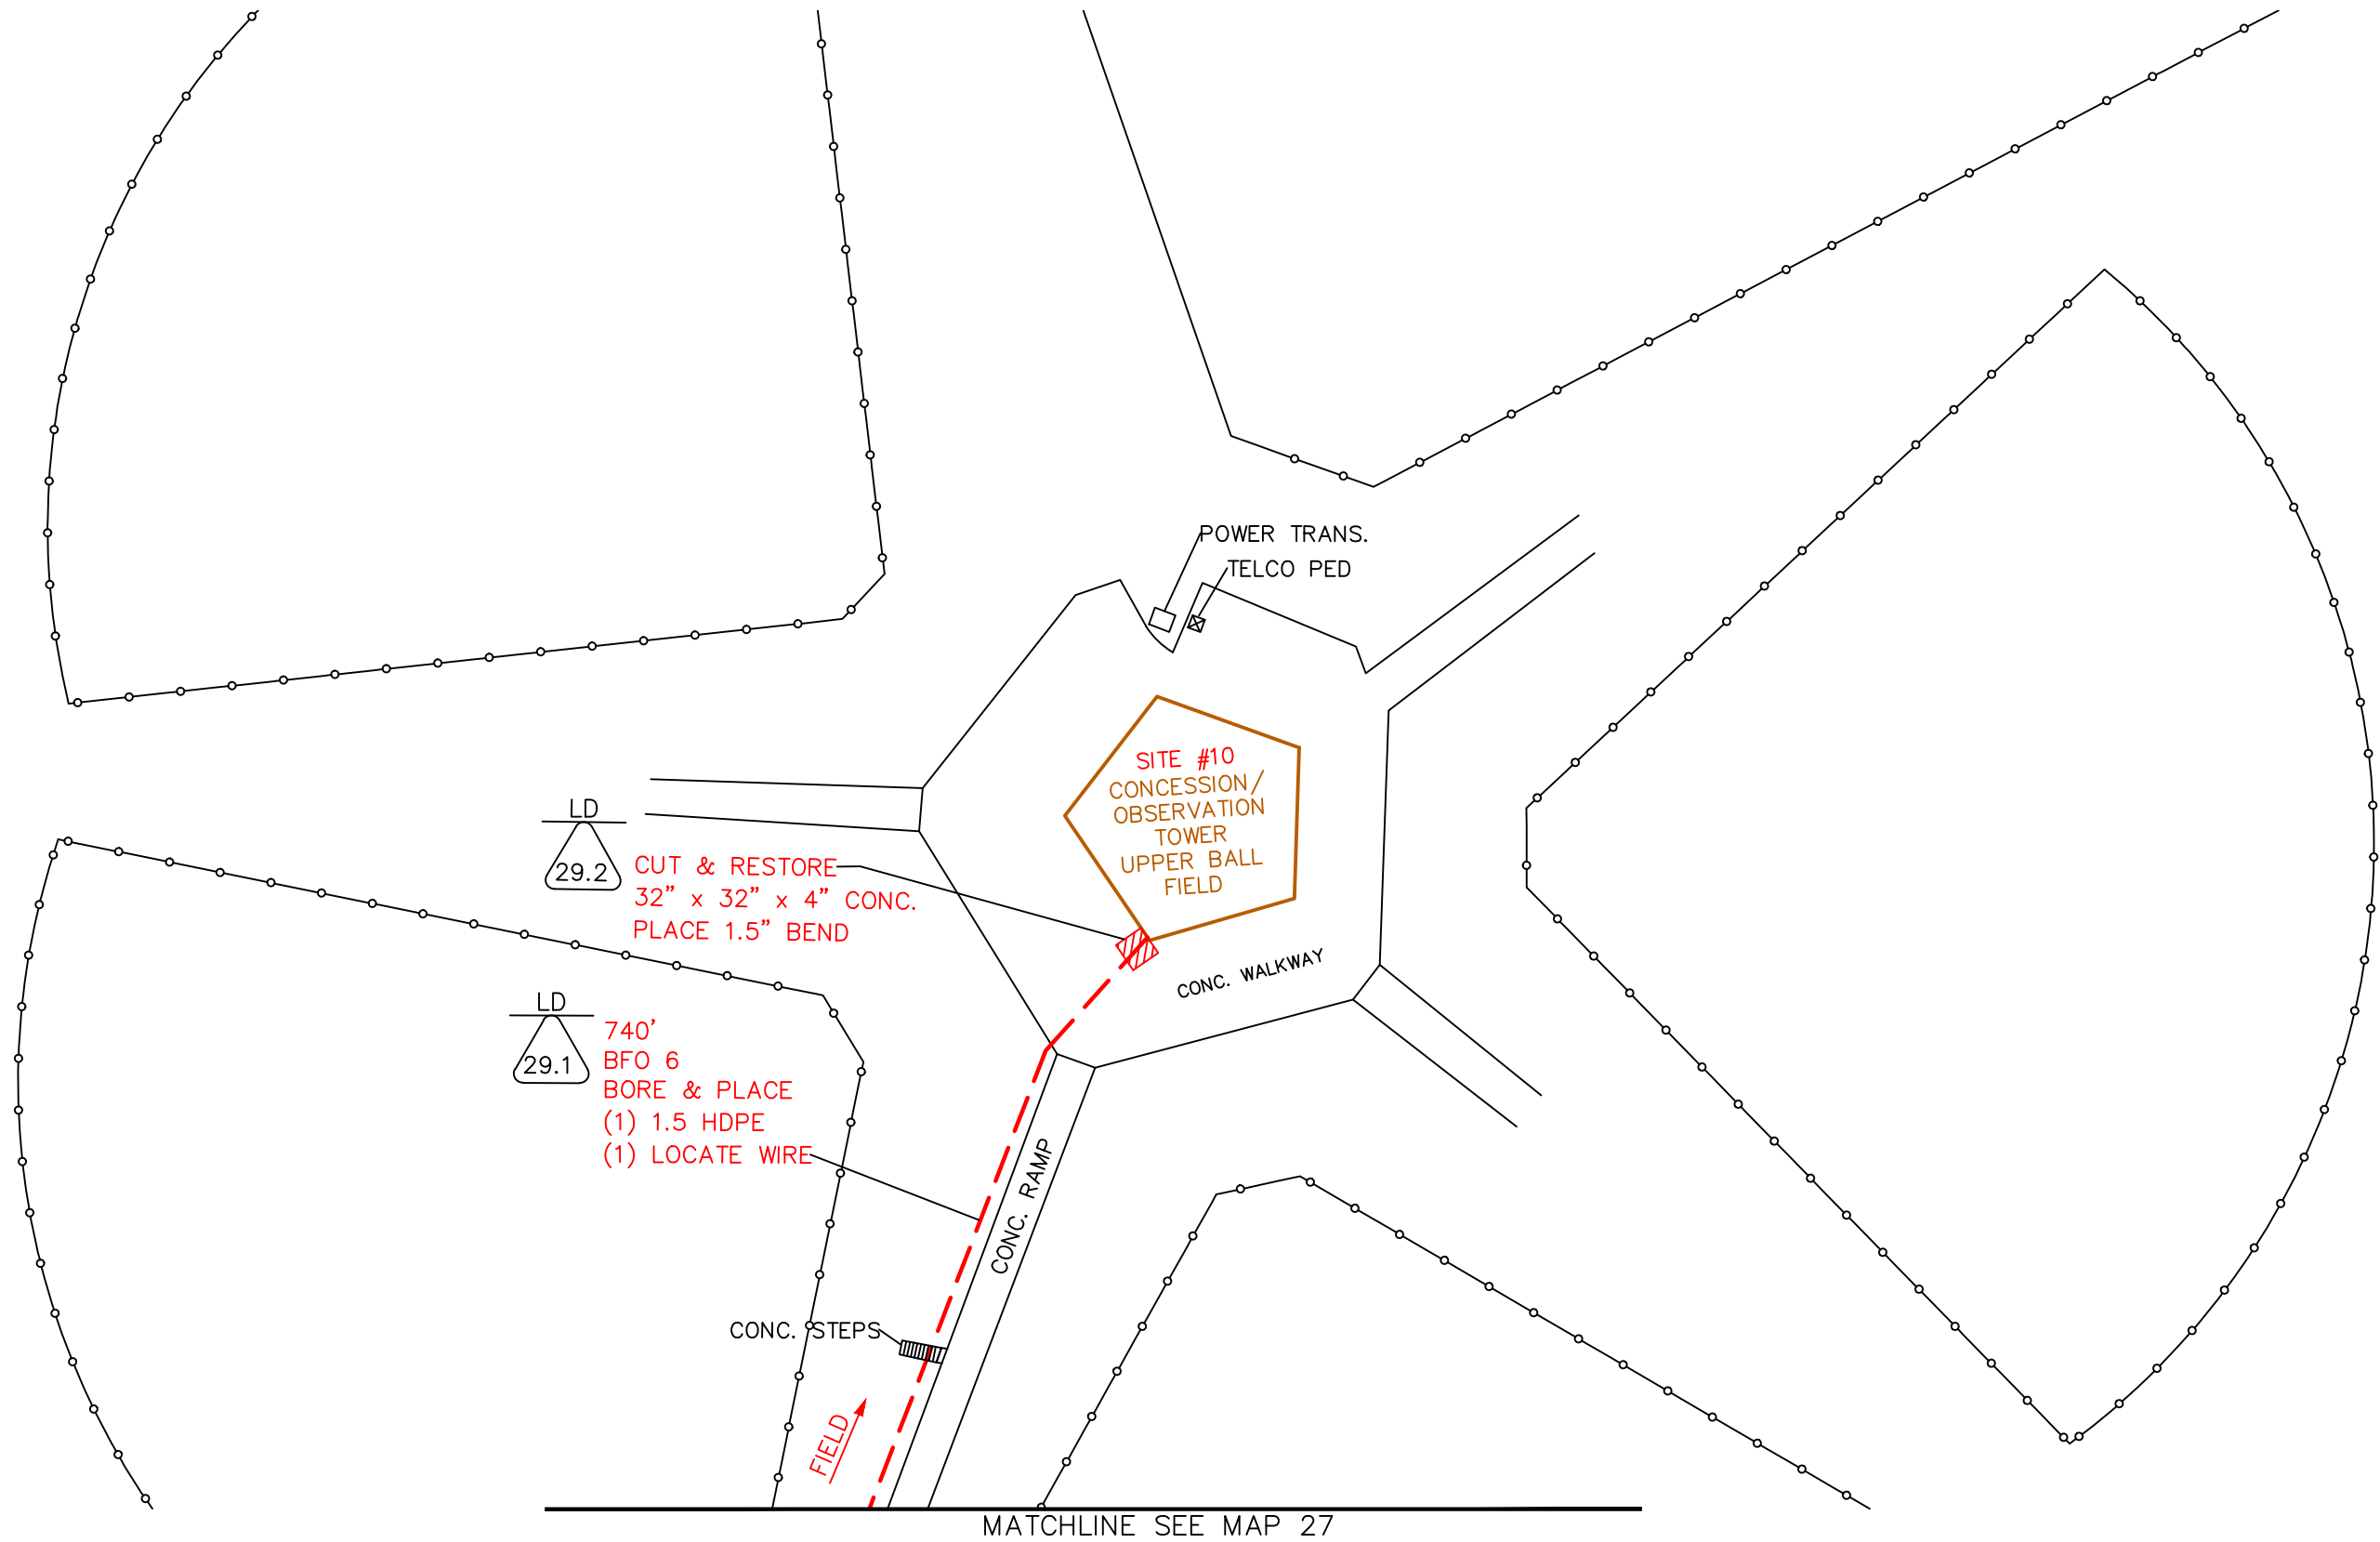 POWER TRANS.
TELCO PED
SITE #10
CONCESSION/
OBSERVATION
TOWER
UPPER BALL
FIELD
LD
29.2
CUT & RESTORE
32" x 32" x 4" CONC.
PLACE 1.5" BEND
CONC. WALKWAY
LD
29.1
740'
BFO 6
BORE & PLACE
(1) 1.5 HDPE
(1) LOCATE WIRE
CONC. RAMP
CONC. STEPS
FIELD
MATCHLINE SEE MAP 27